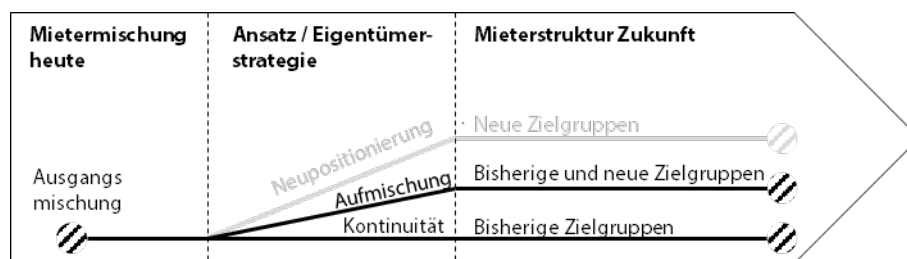 Mietermischung
heute
Ansatz / Eigentümer-
strategie
Mieterstruktur Zukunft
Ausgangs
mischung
Neupositionierung
Neue Zielgruppen
Aufmischung
Bisherige und neue Zielgruppen
Kontinuität
Bisherige Zielgruppen